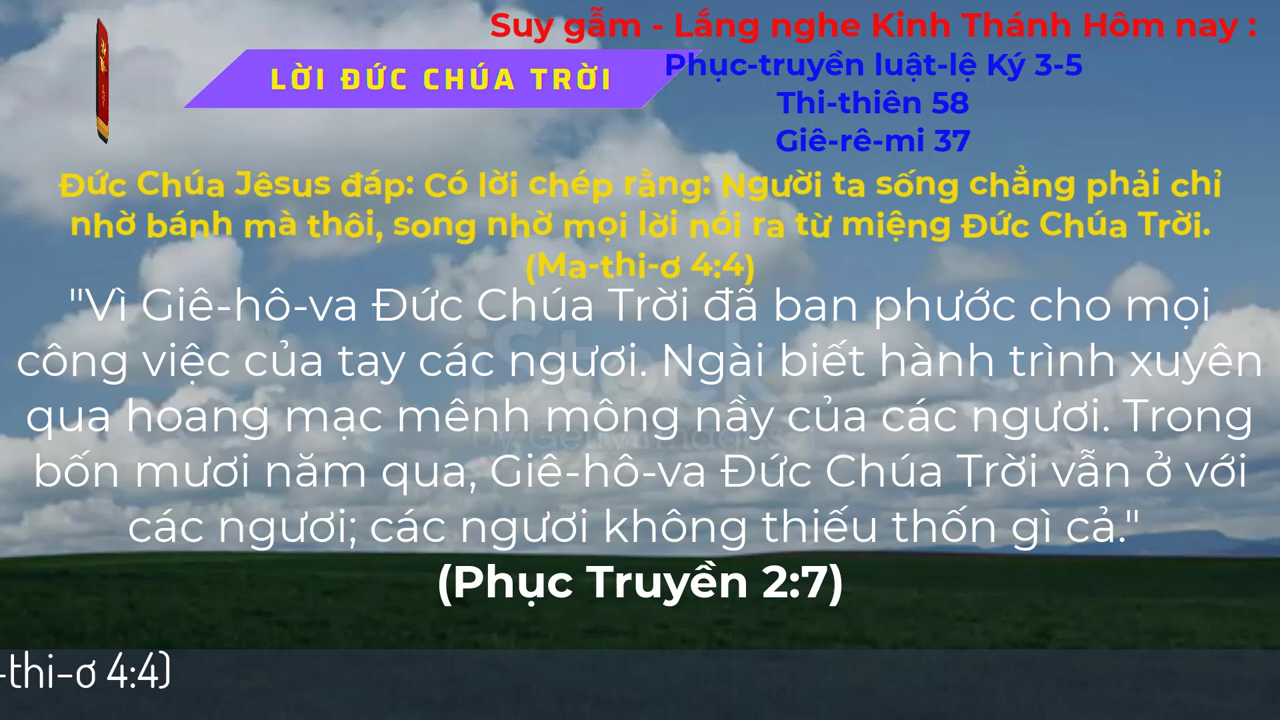 Suy gẫm - Lắng nghe Kinh Thánh Hôm nay :
LỜI ĐỨC CHÚA TRỜI
Phục-truyền luật-lệ Ký 3-5
Thi-thiên 58
Giê-rê-mi 37
Đức Chúa Jêsus đáp: Có lời chép rằng: Người ta sống chẳng phải chỉ
nhờ bánh mà thôi, song nhờ mọi lời nói ra từ miệng Đức Chúa Trời.
(Ma-thi-ơ 4:4)
"Vì Giê-hô-va Đức Chúa Trời đã ban phước cho mọi
công việc của tay các ngươi. Ngài biết hành trình xuyên
qua hoang mạc mênh mông nầy của các ngươi. Trong
bốn mươi năm qua, Giê-hô-va Đức Chúa Trời vẫn ở với
các ngươi; các ngươi không thiếu thốn gì cả."
(Phục Truyền 2:7)
-thi-ơ 4:4)